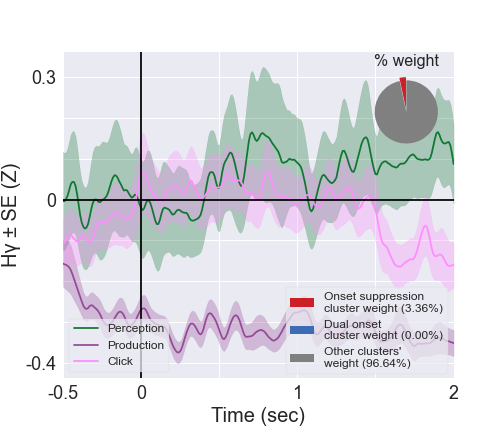 % weight
0.3
0
-0.4
Hγ ± SE (Z)
Perception
Production
Click
Onset suppression
cluster weight (3.36%)
Dual onset
cluster weight (0.00%)
Other clusters'
weight (96.64%)
-0.5
0
1
2
Time (sec)